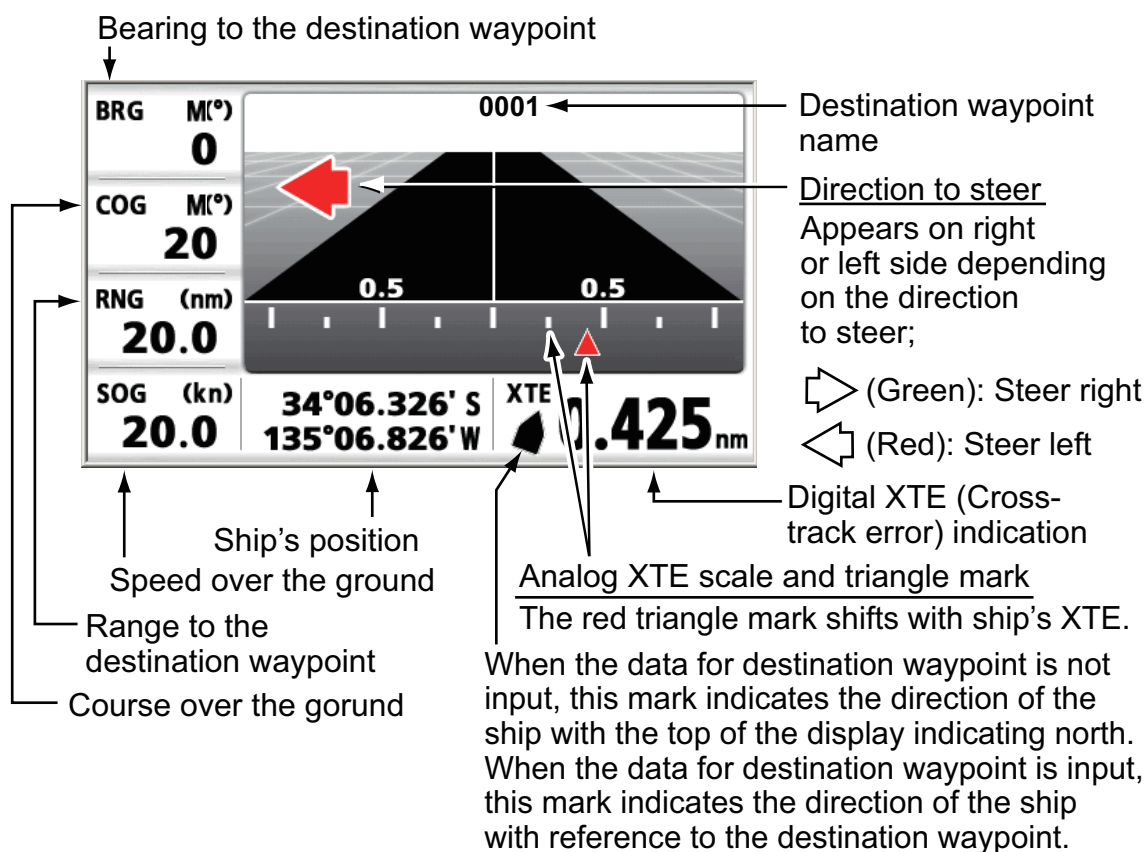 Bearing to the destination waypoint
BRG M(°)
0
COG M(°)
20
RNG (nm)
20.0
SOG (kn)
20.0
0001
0.5 0.5
34°06.326' S
135°06.826' W
XTE
0.425 nm
Destination waypoint
name
Direction to steer
Appears on right
or left side depending
on the direction
to steer;
(Green): Steer right
(Red): Steer left
Digital XTE (Cross-
track error) indication
Ship's position
Speed over the ground
Range to the
destination waypoint
Course over the gorund
Analog XTE scale and triangle mark
The red triangle mark shifts with ship's XTE.
When the data for destination waypoint is not
input, this mark indicates the direction of the
ship with the top of the display indicating north.
When the data for destination waypoint is input,
this mark indicates the direction of the ship
with reference to the destination waypoint.